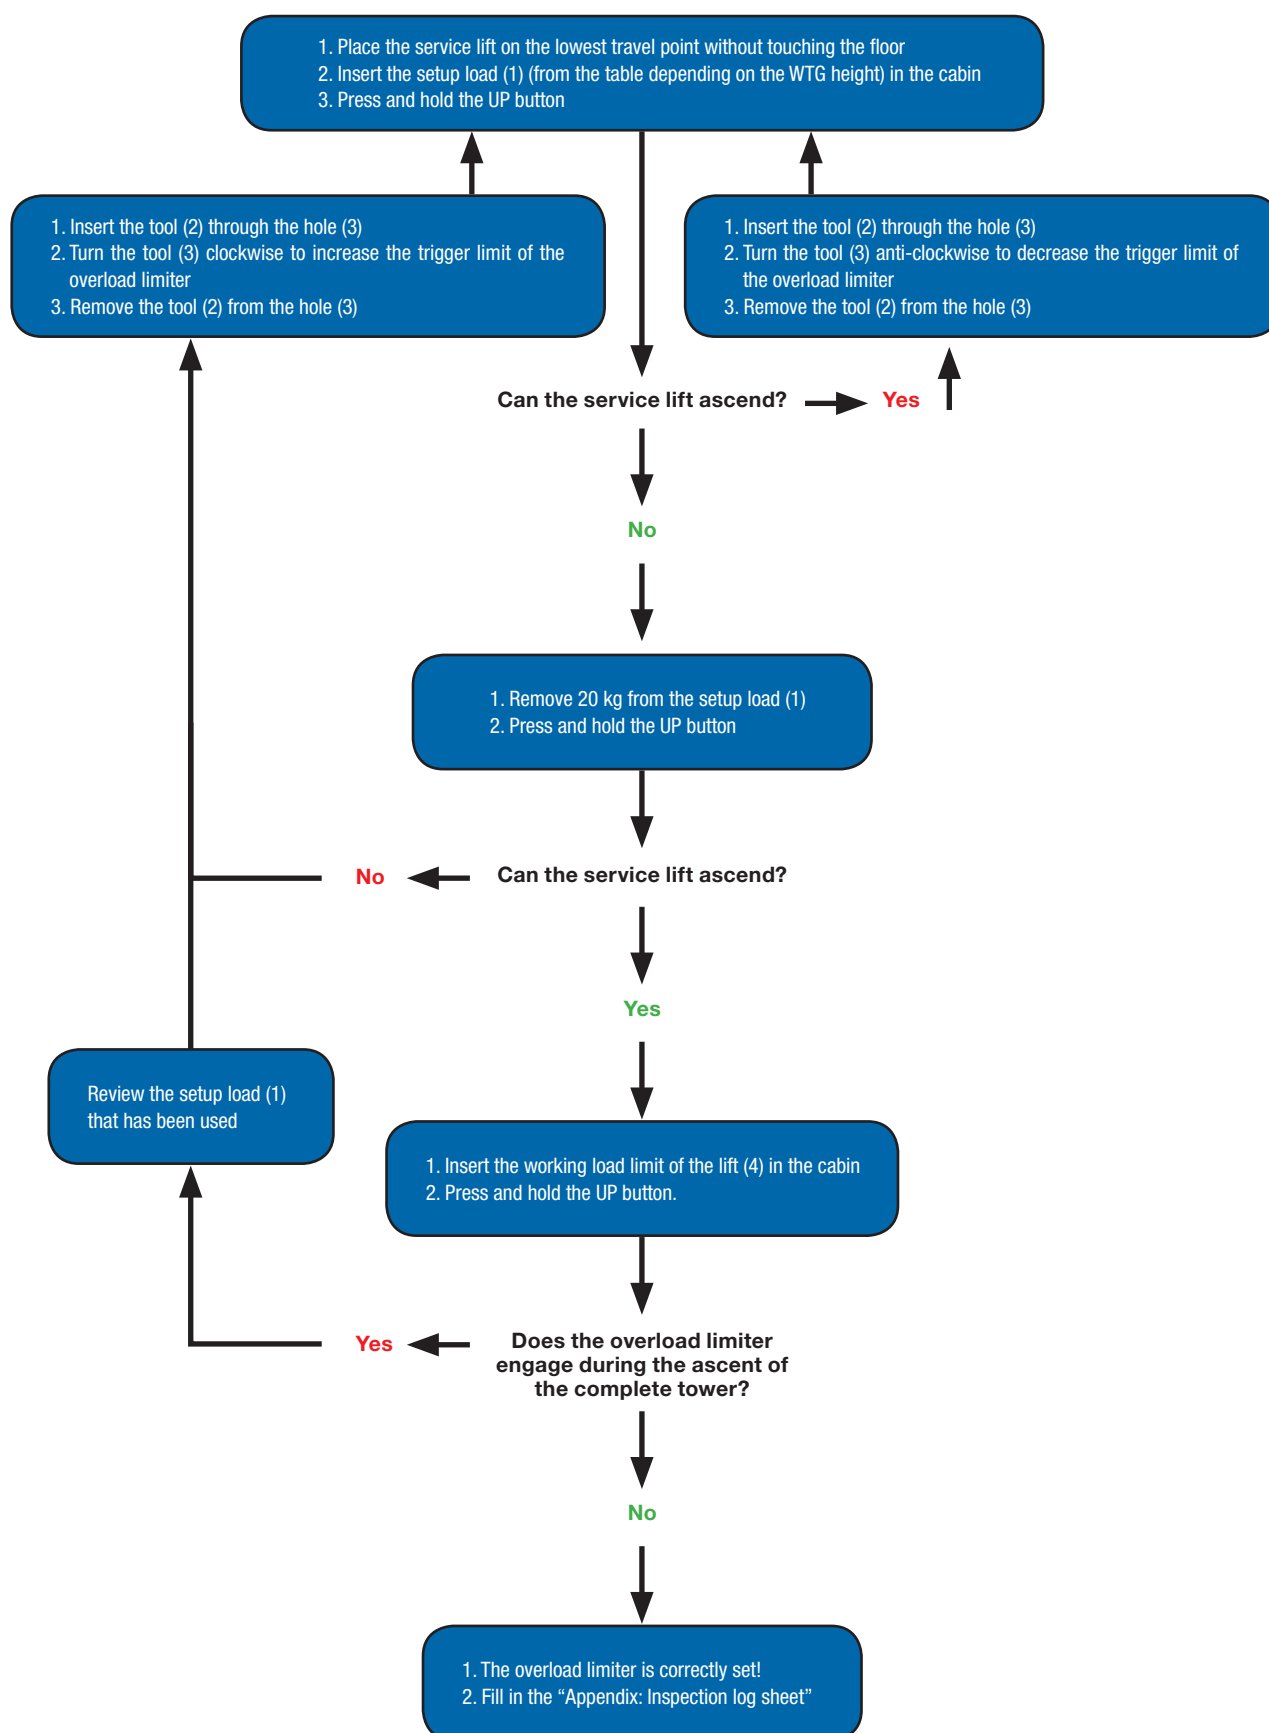 1. Place the service lift on the lowest travel point without touching the floor
2. Insert the setup load (1) (from the table depending on the WTG height) in the cabin
3. Press and hold the UP button
1. Insert the tool (2) through the hole (3)
2. Turn the tool (3) clockwise to increase the trigger limit of the
overload limiter
3. Remove the tool (2) from the hole (3)
1. Insert the tool (2) through the hole (3)
2. Turn the tool (3) anti-clockwise to decrease the trigger limit of
the overload limiter
3. Remove the tool (2) from the hole (3)
Can the service lift ascend?
Yes
No
1. Remove 20 kg from the setup load (1)
2. Press and hold the UP button
No
Can the service lift ascend?
Yes
Review the setup load (1)
that has been used
1. Insert the working load limit of the lift (4) in the cabin
2. Press and hold the UP button.
Yes
Does the overload limiter
engage during the ascent of
the complete tower?
No
1. The overload limiter is correctly set!
2. Fill in the “Appendix: Inspection log sheet”